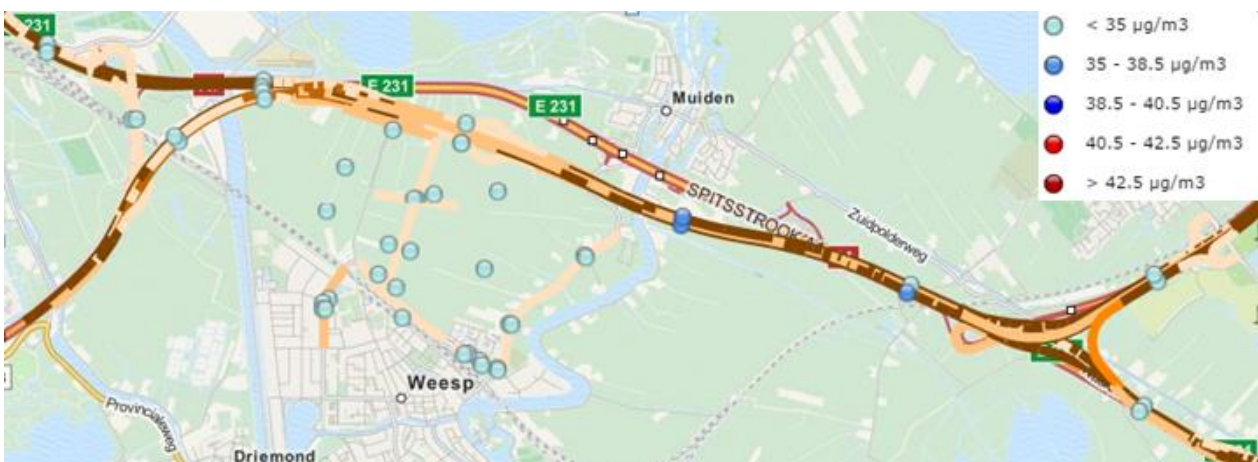 231
< 35 µg/m3
35 - 38.5 µg/m3
38.5 - 40.5 µg/m3
40.5 - 42.5 µg/m3
> 42.5 µg/m3
E 231
E 231
Muiden
SPITSSTROOK
Zuidpolderweg
Weesp
Provincialeweg
Driemond